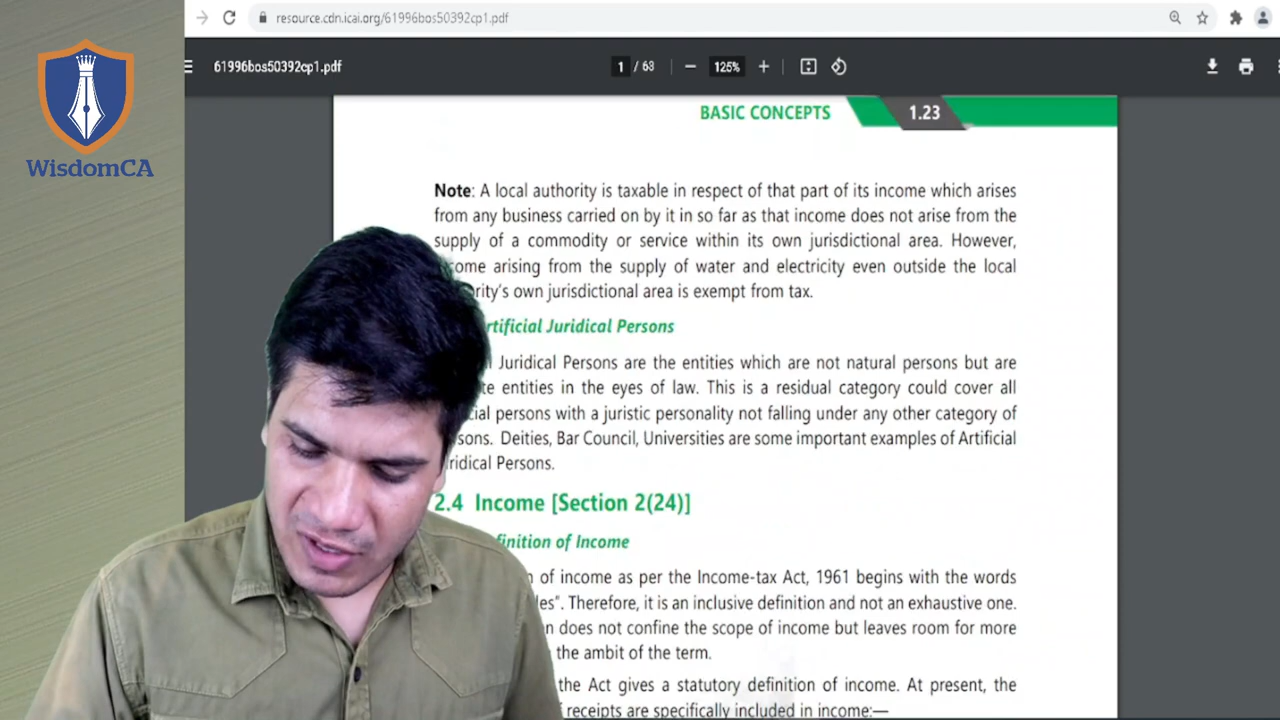 resource.cdn.icai.org/61996bos50392cp1.pdf
61996bos50392cp1.pdf
1 / 63
125%
WisdomCA
BASIC CONCEPTS 1.23
Note: A local authority is taxable in respect of that part of its income which arises
from any business carried on by it in so far as that income does not arise from the
supply of a commodity or service within its own jurisdictional area. However,
arising from the supply of water and electricity even outside the local
own jurisdictional area is exempt from tax.
Juridical Persons
Juridical Persons are the entities which are not natural persons but are
entities in the eyes of law. This is a residual category could cover all
persons with a juristic personality not falling under any other category of
Deities, Bar Council, Universities are some important examples of Artificial
Persons.
2.4 Income [Section 2(24)]
of Income
of income as per the Income-tax Act, 1961 begins with the words
Therefore, it is an inclusive definition and not an exhaustive one.
does not confine the scope of income but leaves room for more
the ambit of the term.
the Act gives a statutory definition of income. At present, the
receipts are specifically included in income:—